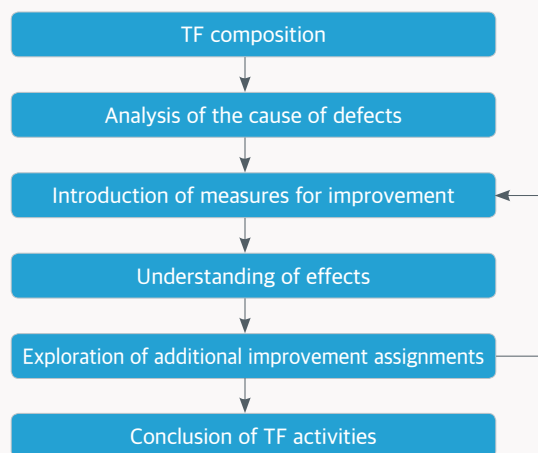 TF composition
Analysis of the cause of defects
Introduction of measures for improvement
Understanding of effects
Exploration of additional improvement assignments
Conclusion of TF activities